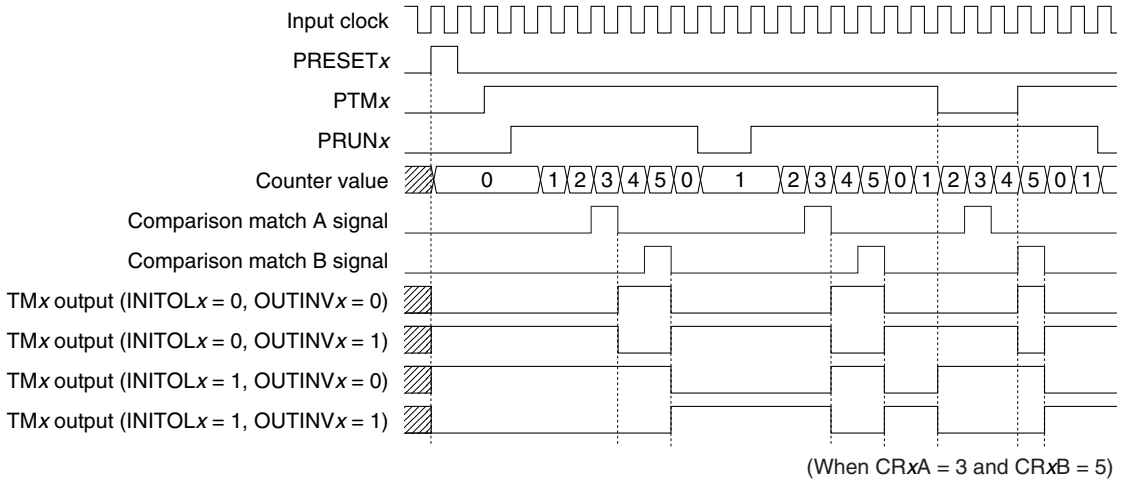 Input clock
PRESETx
PTMx
PRUNx
Counter value 0 1 2 3 4 5 0 1 2 3 4 5 0 1 2 3 4 5 0 1
Comparison match A signal
Comparison match B signal
TMx output (INITOLx = 0, OUTINVx = 0)
TMx output (INITOLx = 0, OUTINVx = 1)
TMx output (INITOLx = 1, OUTINVx = 0)
TMx output (INITOLx = 1, OUTINVx = 1)
(When CRxA = 3 and CRxB = 5)